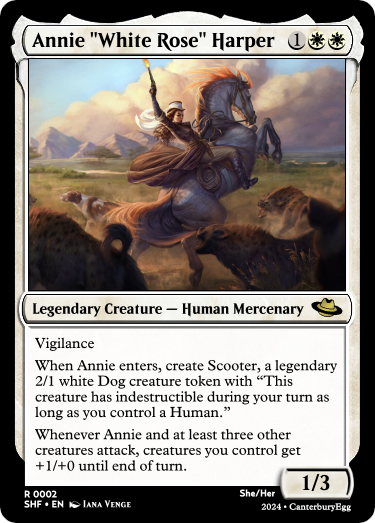 Annie "White Rose" Harper 1
Legendary Creature — Human Mercenary
Vigilance
When Annie enters, create Scooter, a legendary
2/1 white Dog creature token with “This
creature has indestructible during your turn as
long as you control a Human.”
Whenever Annie and at least three other
creatures attack, creatures you control get
+1/+0 until end of turn.
1/3
R 0002 She/Her
SHF • EN Iana Venge 2024 • CanterburyEgg